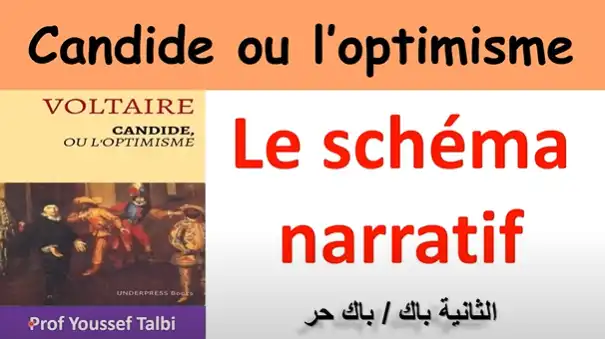 Candide ou l'optimisme
VOLTAIRE
CANDIDE,
OU L'OPTIMISME
UNDERPRESS Books
Prof Youssef Talbi
Le schéma
narratif
الثانية باك / باك حر